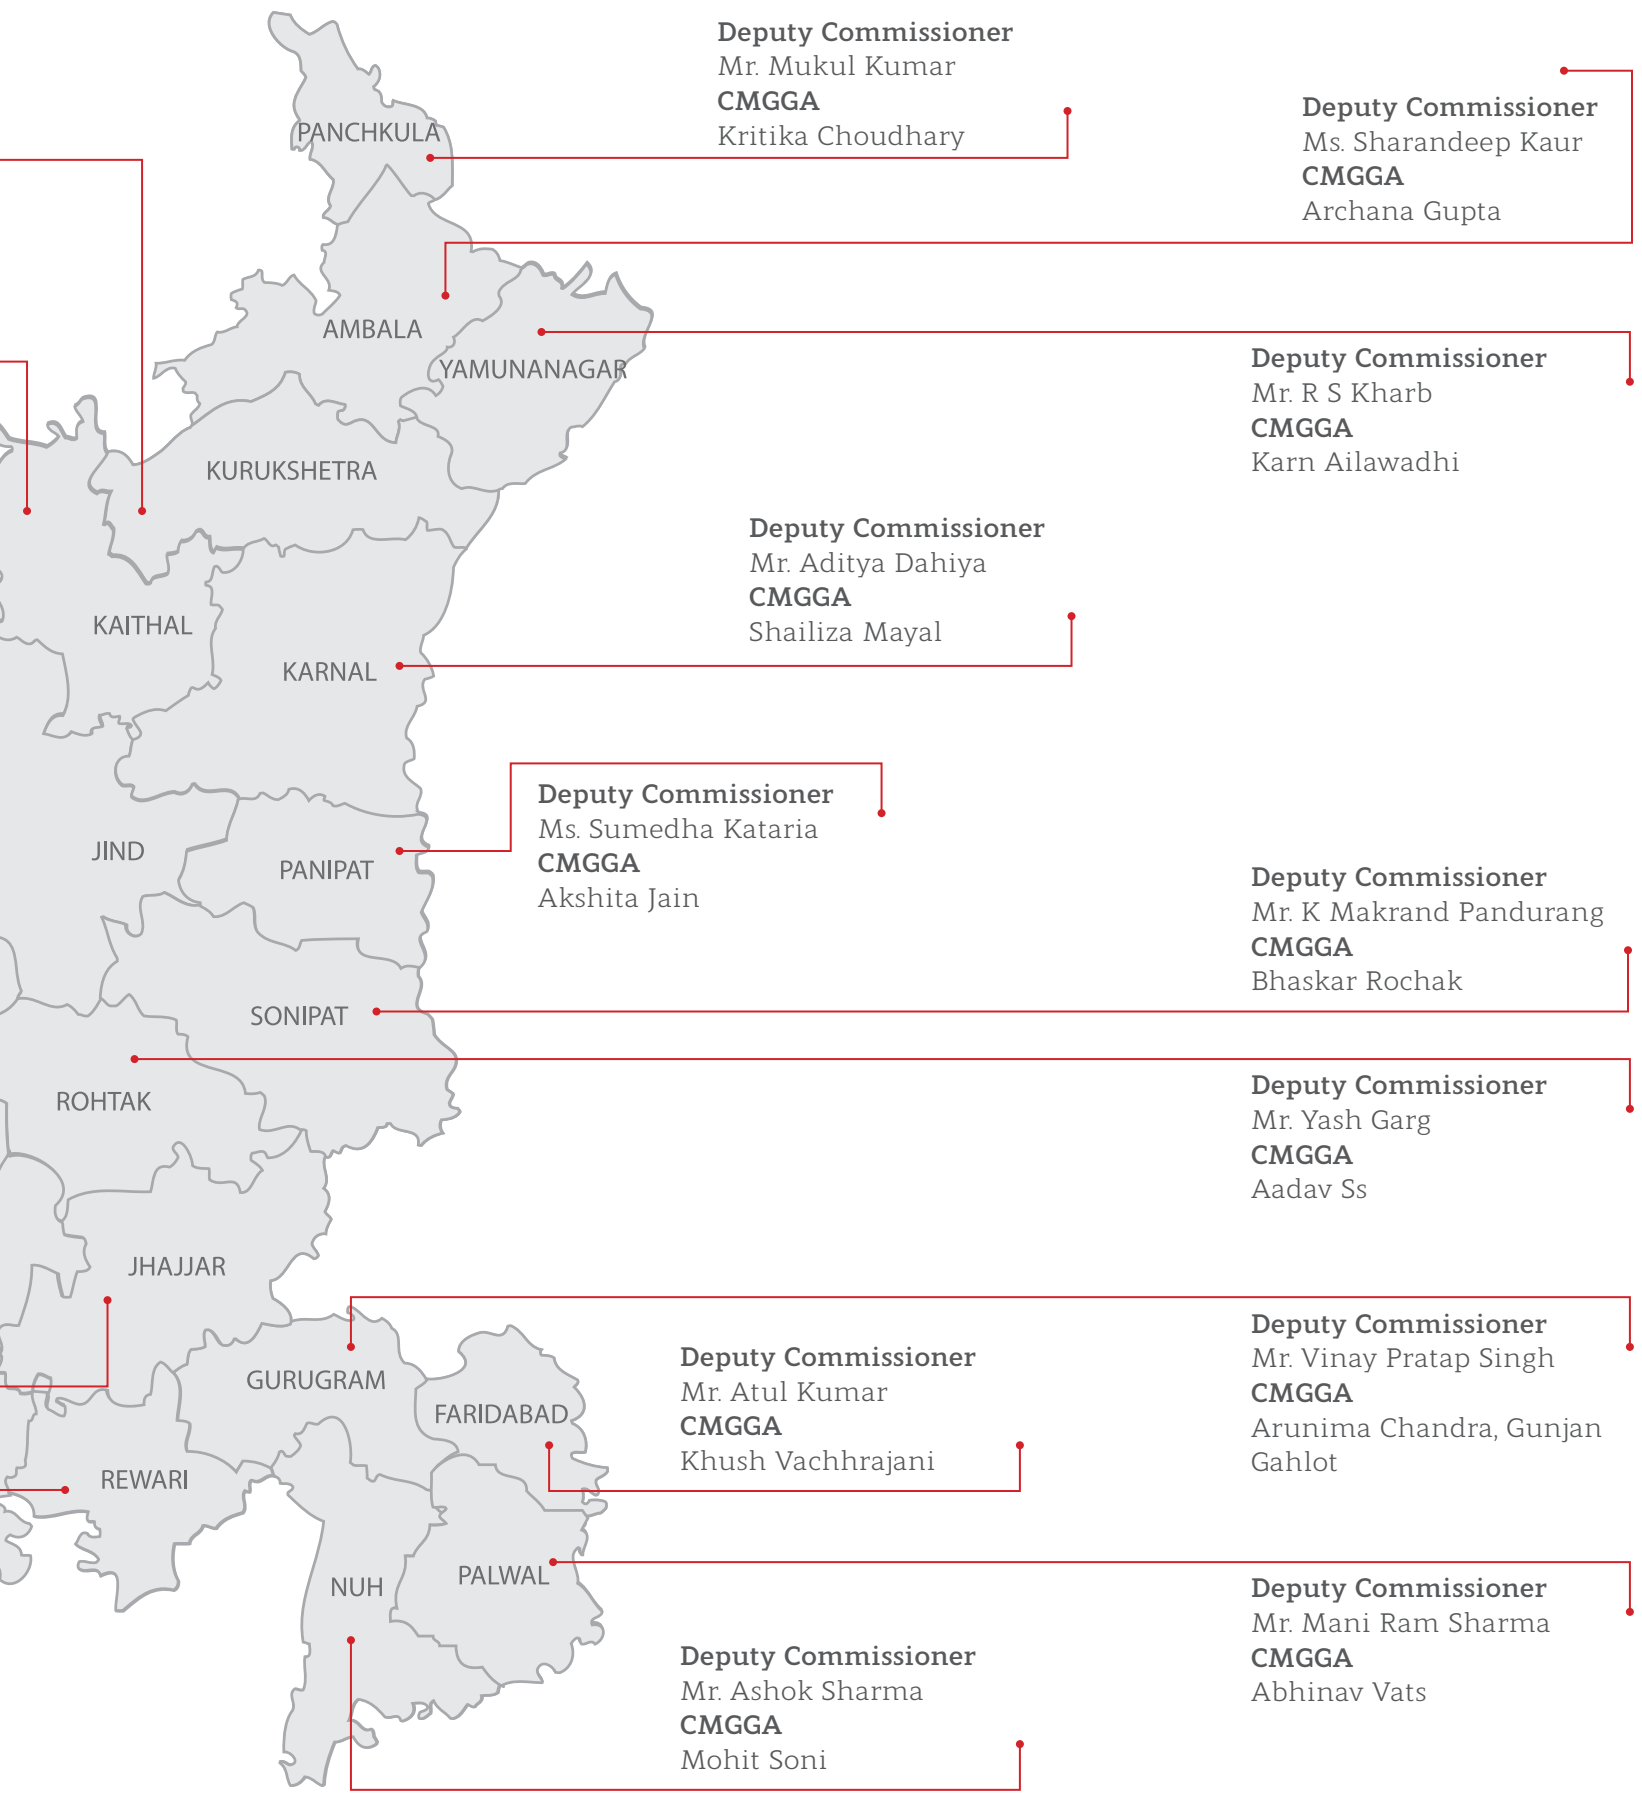 Deputy Commissioner
Mr. Mukul Kumar
CMGGA
Kritika Choudhary
Deputy Commissioner
Ms. Sharandeep Kaur
CMGGA
Archana Gupta
PANCHKULA
AMBALA
YAMUNANAGAR
Deputy Commissioner
Mr. R S Kharb
CMGGA
Karn Ailawadhi
KURUKSHETRA
Deputy Commissioner
Mr. Aditya Dahiya
CMGGA
Shailiza Mayal
KAITHAL
KARNAL
Deputy Commissioner
Ms. Sumedha Kataria
CMGGA
Akshita Jain
JIND
PANIPAT
Deputy Commissioner
Mr. K Makrand Pandurang
CMGGA
Bhaskar Rochak
SONIPAT
ROHTAK
Deputy Commissioner
Mr. Yash Garg
CMGGA
Aadav Ss
JHAJJAR
GURUGRAM
FARIDABAD
Deputy Commissioner
Mr. Atul Kumar
CMGGA
Khush Vachhrajani
Deputy Commissioner
Mr. Vinay Pratap Singh
CMGGA
Arunima Chandra, Gunjan
Gahlot
REWARI
NUH
PALWAL
Deputy Commissioner
Mr. Ashok Sharma
CMGGA
Mohit Soni
Deputy Commissioner
Mr. Mani Ram Sharma
CMGGA
Abhinav Vats